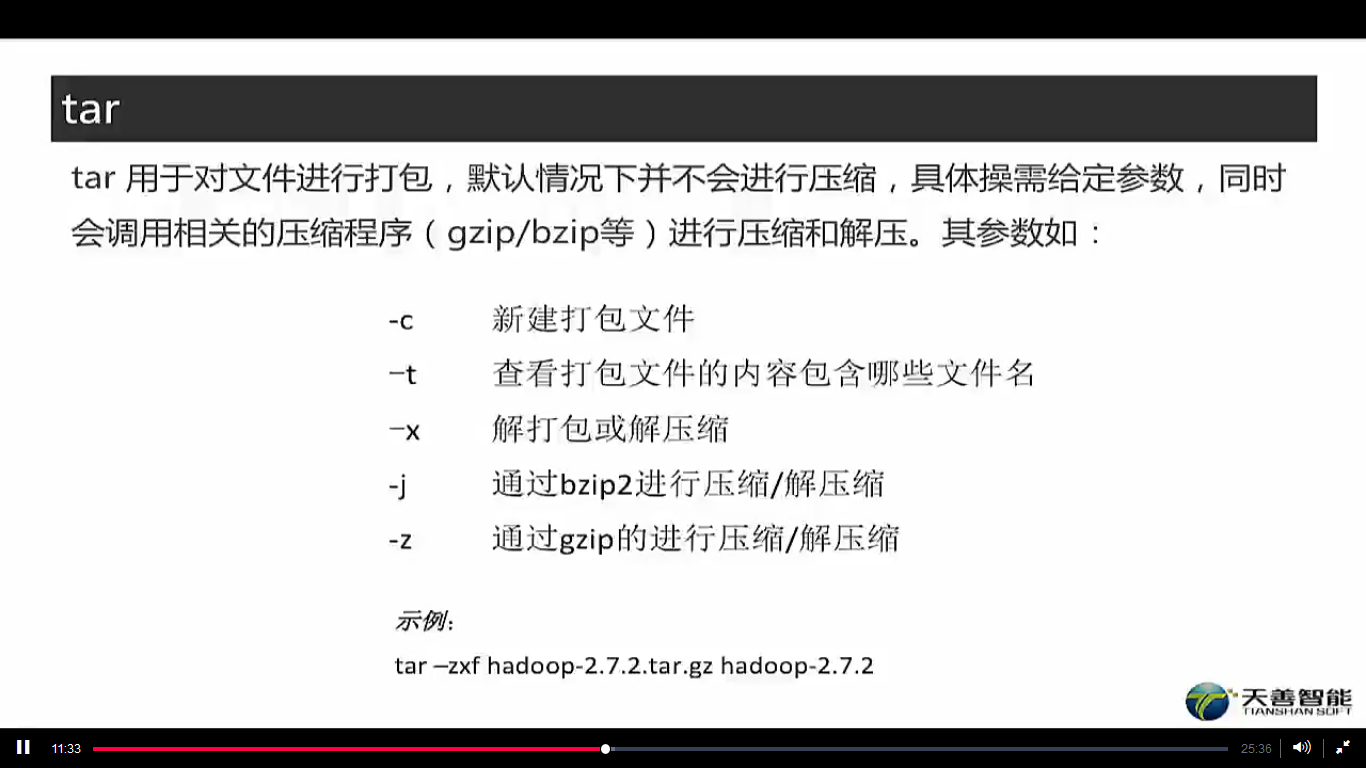 tar
tar 用于对文件进行打包，默认情况下并不会进行压缩，具体操需给定参数，同时
会调用相关的压缩程序（gzip/bzip等）进行压缩和解压。其参数如：
-c 新建打包文件
–t 查看打包文件的内容包含哪些文件名
–x 解打包或解压缩
-j 通过bzip2进行压缩/解压缩
-z 通过gzip的进行压缩/解压缩
示例:
tar –zxf hadoop-2.7.2.tar.gz hadoop-2.7.2
天善智能
TIANSHAN SOFT
11:33
25:36